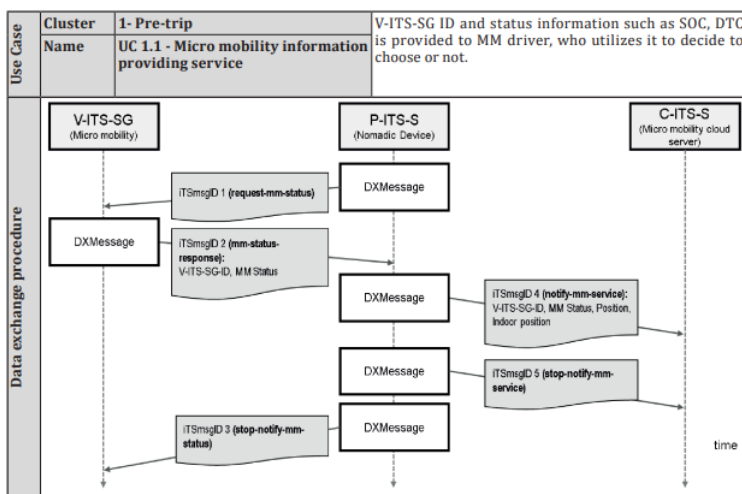 Use Case
Cluster
1- Pre-trip
Name
UC 1.1 - Micro mobility information
providing service
V-ITS-SG ID and status information such as SOC, DTC
is provided to MM driver, who utilizes it to decide to
choose or not.
Data exchange procedure
V-ITS-SG
(Micro mobility)
P-ITS-S
(Nomadic Device)
C-ITS-S
(Micro mobility cloud
server)
DXMessage
iTSmsgID 1 (request-mm-status)
DXMessage
iTSmsgID 2 (mm-status-
response):
V-ITS-SG-ID, MM Status
DXMessage
iTSmsgID 4 (notify-mm-service):
V-ITS-SG-ID, MM Status, Position,
Indoor position
DXMessage
iTSmsgID 5 (stop-notify-mm-
service)
DXMessage
iTSmsgID 3 (stop-notify-mm-
status)
time